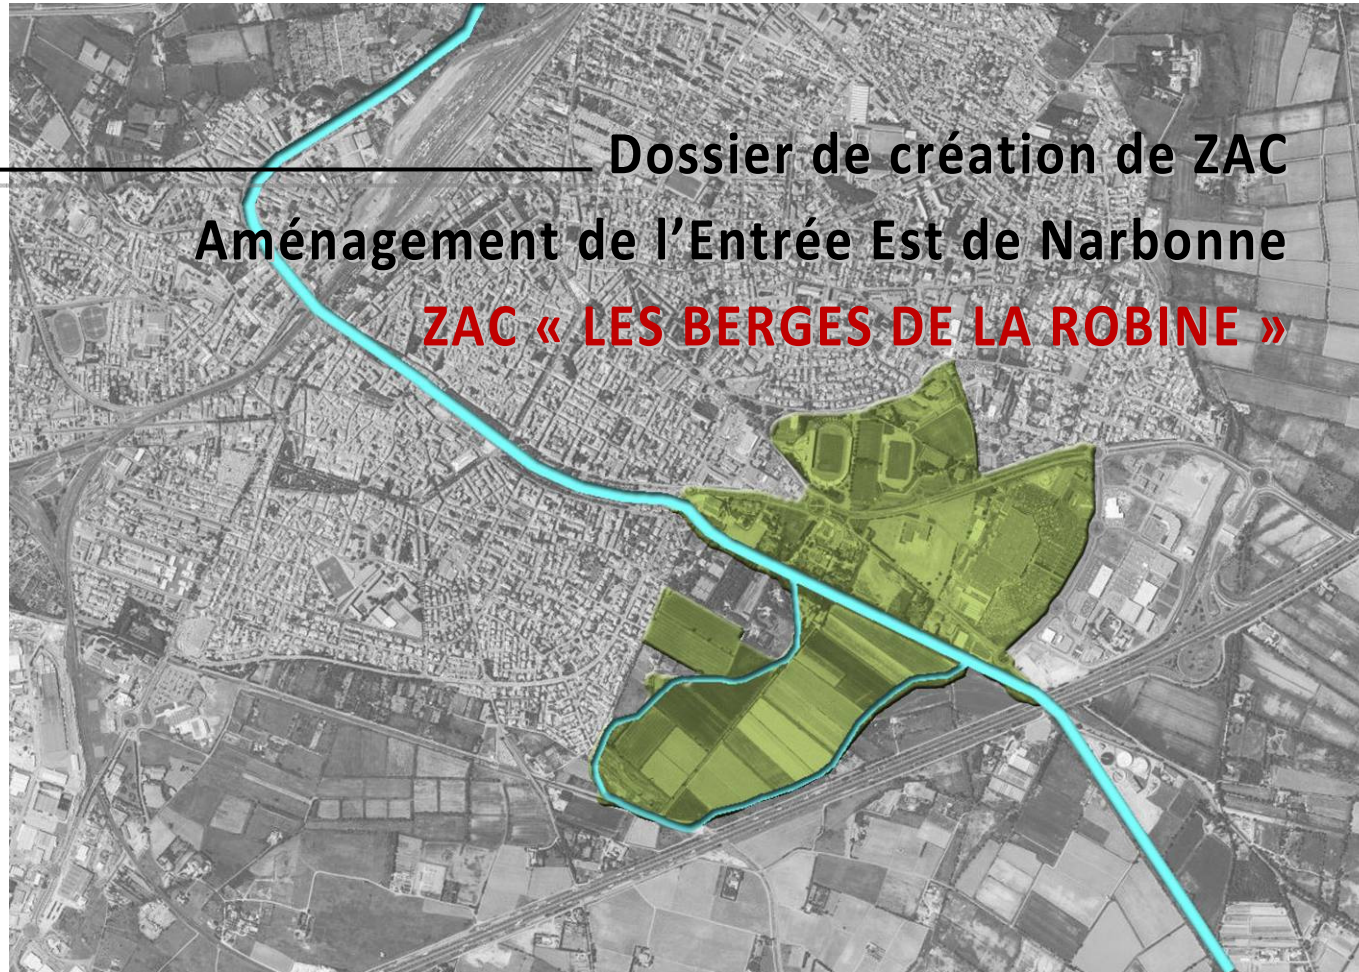 Dossier de création de ZAC
Aménagement de l’Entrée Est de Narbonne
ZAC « LES BERGES DE LA ROBINE »